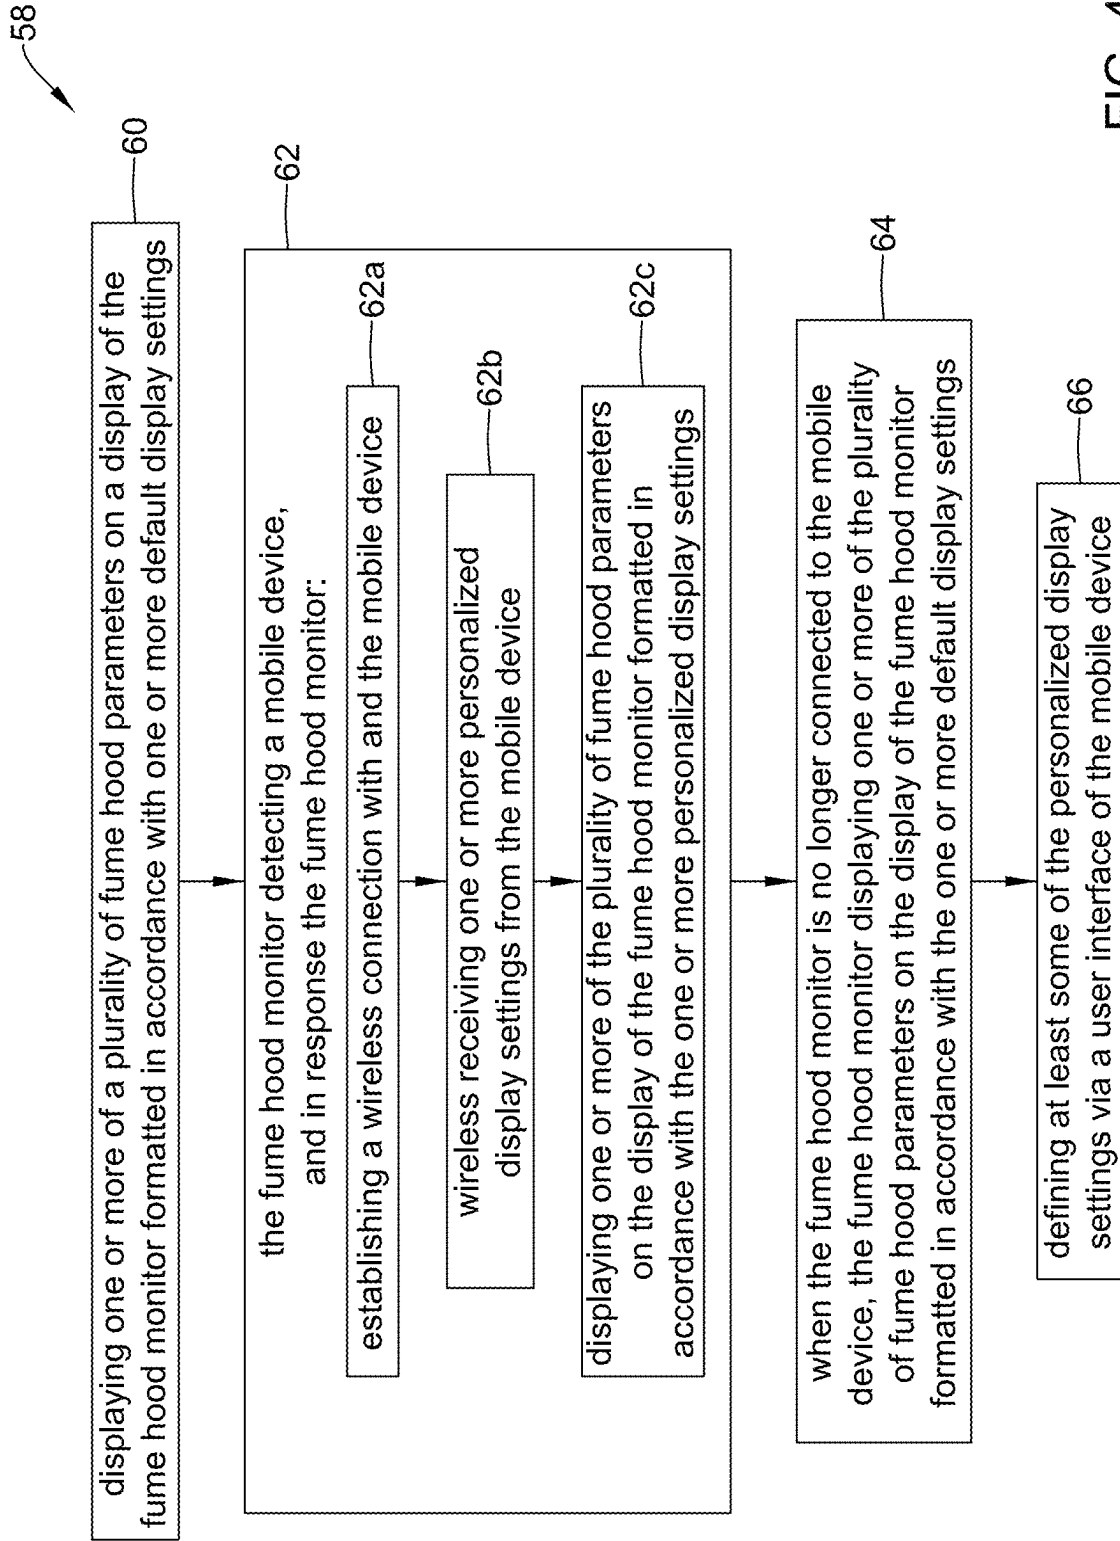 58
60
displaying one or more of a plurality of fume hood parameters on a display of the
fume hood monitor formatted in accordance with one or more default display settings
62
the fume hood monitor detecting a mobile device,
and in response the fume hood monitor:
62a
establishing a wireless connection with and the mobile device
62b
wireless receiving one or more personalized
display settings from the mobile device
62c
displaying one or more of the plurality of fume hood parameters
on the display of the fume hood monitor formatted in
accordance with the one or more personalized display settings
64
when the fume hood monitor is no longer connected to the mobile
device, the fume hood monitor displaying one or more of the plurality
of fume hood parameters on the display of the fume hood monitor
formatted in accordance with the one or more default display settings
66
defining at least some of the personalized display
settings via a user interface of the mobile device
FIG. 4